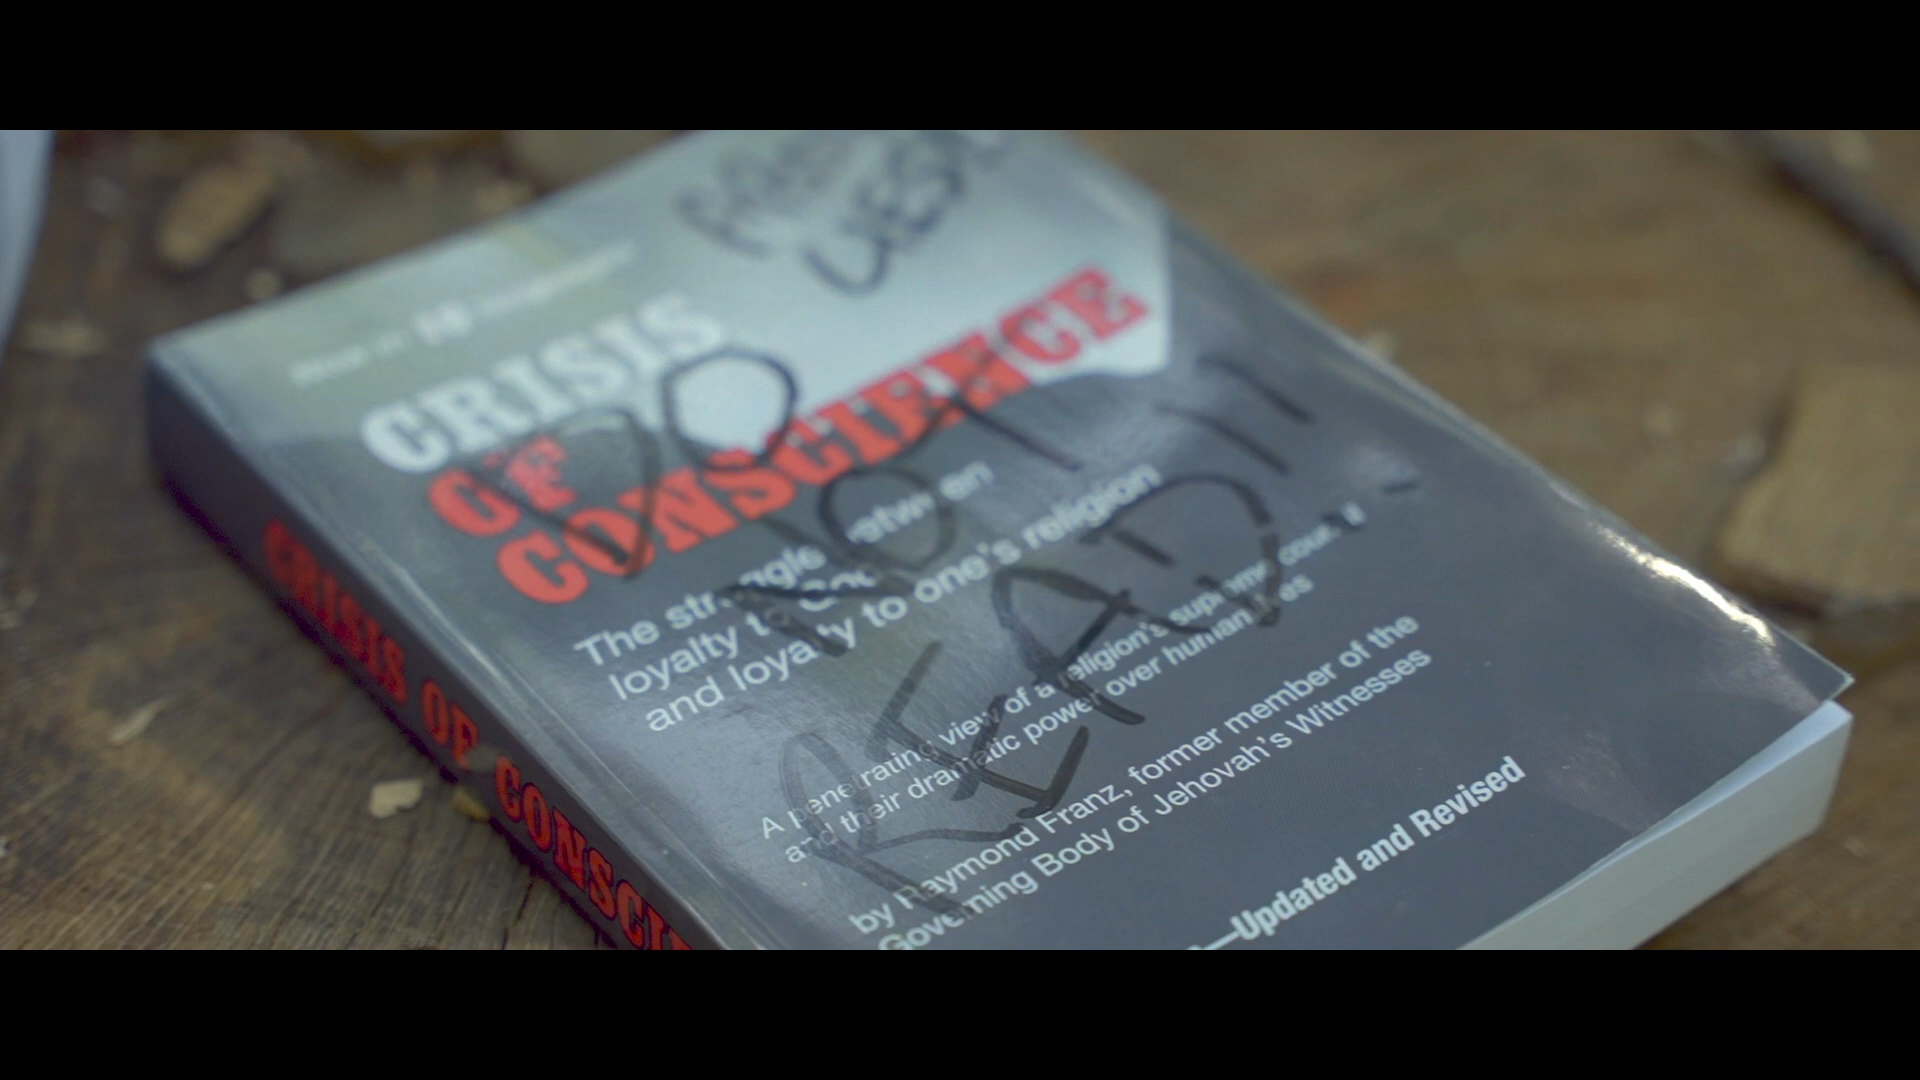 LIES!
CRISIS
OF
CONSCIENCE
The struggle between
loyalty to God
and loyalty to one's religion
A penetrating view of a religion's supreme council
and their dramatic power over human lives
by Raymond Franz, former member of the
Governing Body of Jehovah's Witnesses
—Updated and Revised
DO
NOT
READ!!
CRISIS OF CONSCI